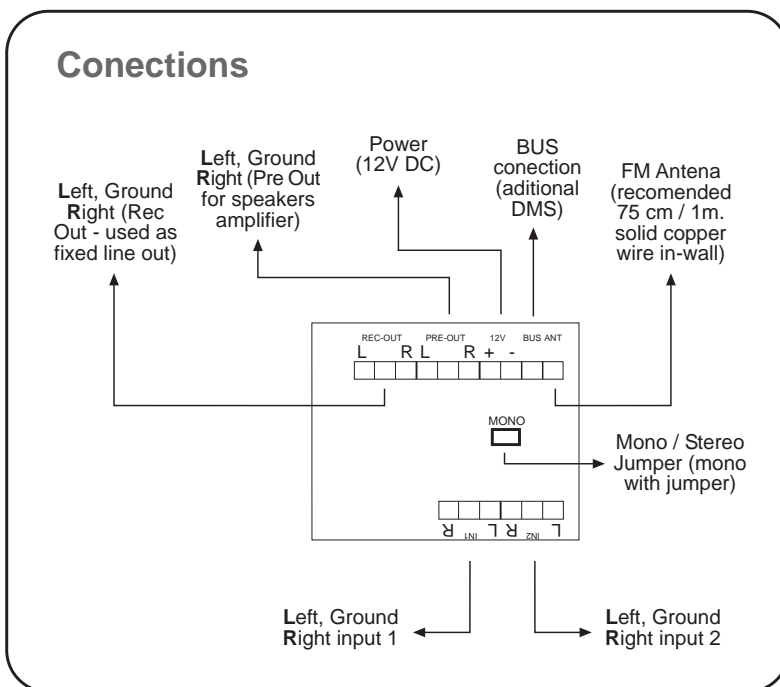 Conections
Left, Ground
Right (Rec
Out - used as
fixed line out)
Left, Ground
Right (Pre Out
for speakers
amplifier)
Power
(12V DC)
BUS
conection
(aditional
DMS)
FM Antena
(recomended
75 cm / 1m.
solid copper
wire in-wall)
REC-OUT PRE-OUT 12V BUS ANT
L R L R + -
MONO
Mono / Stereo
Jumper (mono
with jumper)
R IN1 L R IN2 L
Left, Ground
Right input 1
Left, Ground
Right input 2